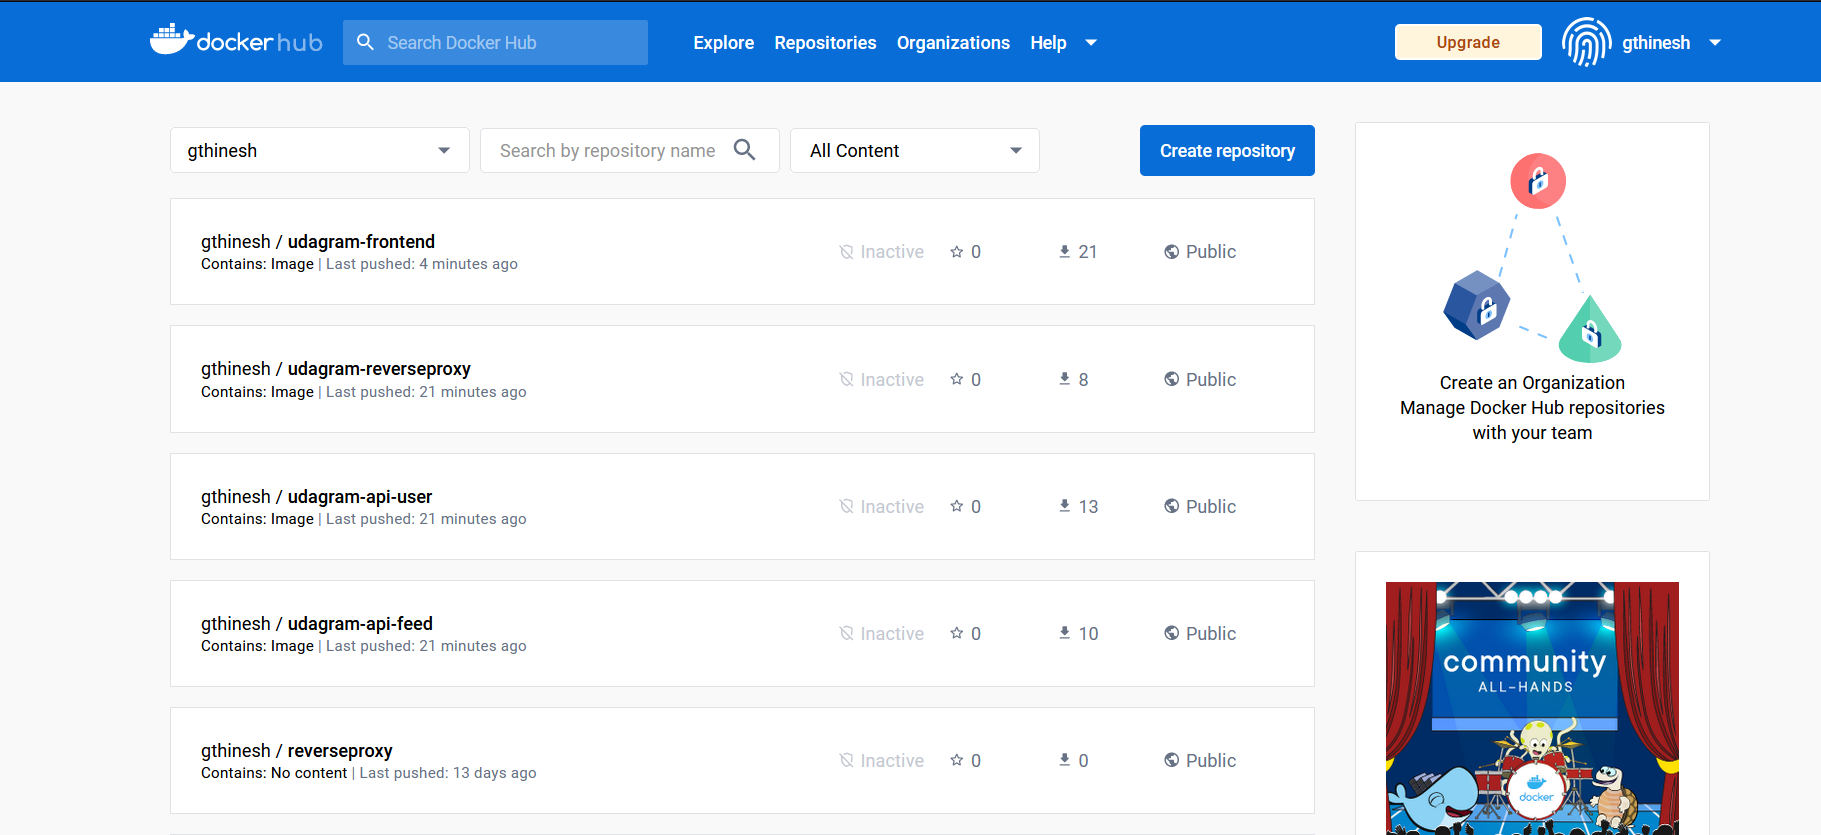 docker hub
Search Docker Hub
Explore
Repositories
Organizations
Help
Upgrade
gthinesh
gthinesh
Search by repository name
All Content
Create repository
gthinesh / udagram-frontend
Contains: Image | Last pushed: 4 minutes ago
Inactive
0
21
Public
gthinesh / udagram-reverseproxy
Contains: Image | Last pushed: 21 minutes ago
Inactive
0
8
Public
gthinesh / udagram-api-user
Contains: Image | Last pushed: 21 minutes ago
Inactive
0
13
Public
gthinesh / udagram-api-feed
Contains: Image | Last pushed: 21 minutes ago
Inactive
0
10
Public
gthinesh / reverseproxy
Contains: No content | Last pushed: 13 days ago
Inactive
0
0
Public
Create an Organization
Manage Docker Hub repositories
with your team
community
ALL-HANDS
docker